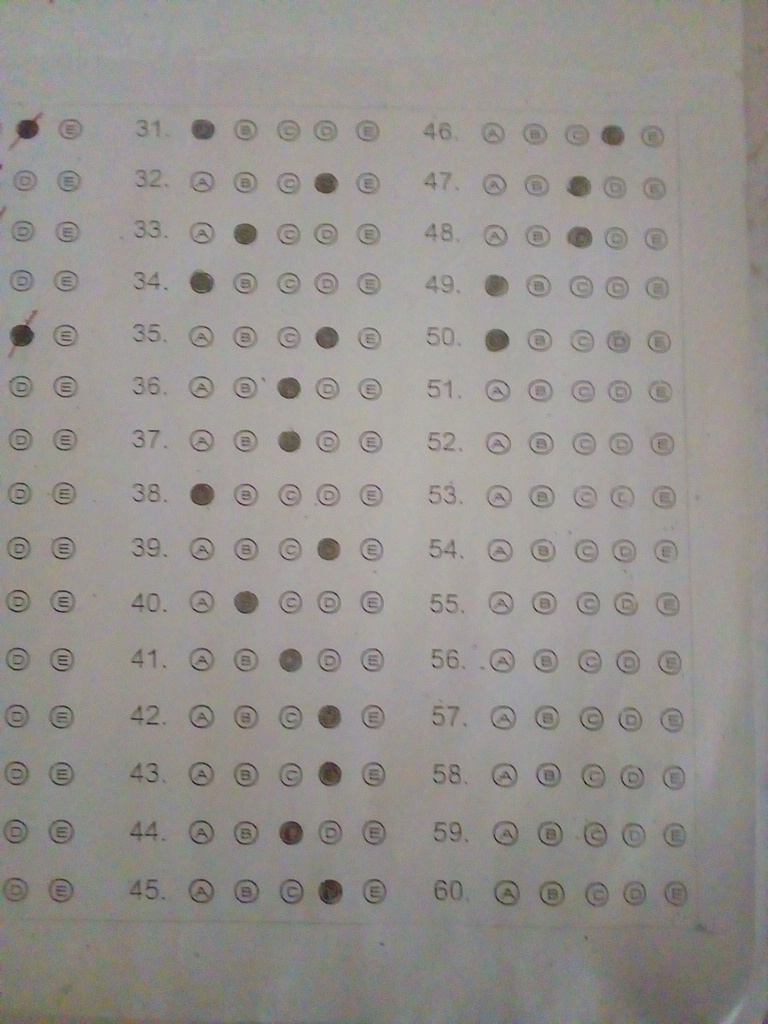 E 31. B C D E 46. A B C E
D E 32. A B C E 47. A B D E
D E 33. A C D E 48. A B D E
D E 34. B C D E 49. B C D E
E 35. A B C E 50. B C D E
D E 36. A B D E 51. A B C D E
D E 37. A B D E 52. A B C D E
D E 38. B C D E 53. A B C E
D E 39. A B C E 54. A B C D E
D E 40. A C D E 55. A B C D E
D E 41. A B D E 56. A B C D E
D E 42. A B C E 57. A B C D E
D E 43. A B C E 58. A B C D E
D E 44. A B D E 59. A B C D E
D E 45. A B C E 60. A B C D E